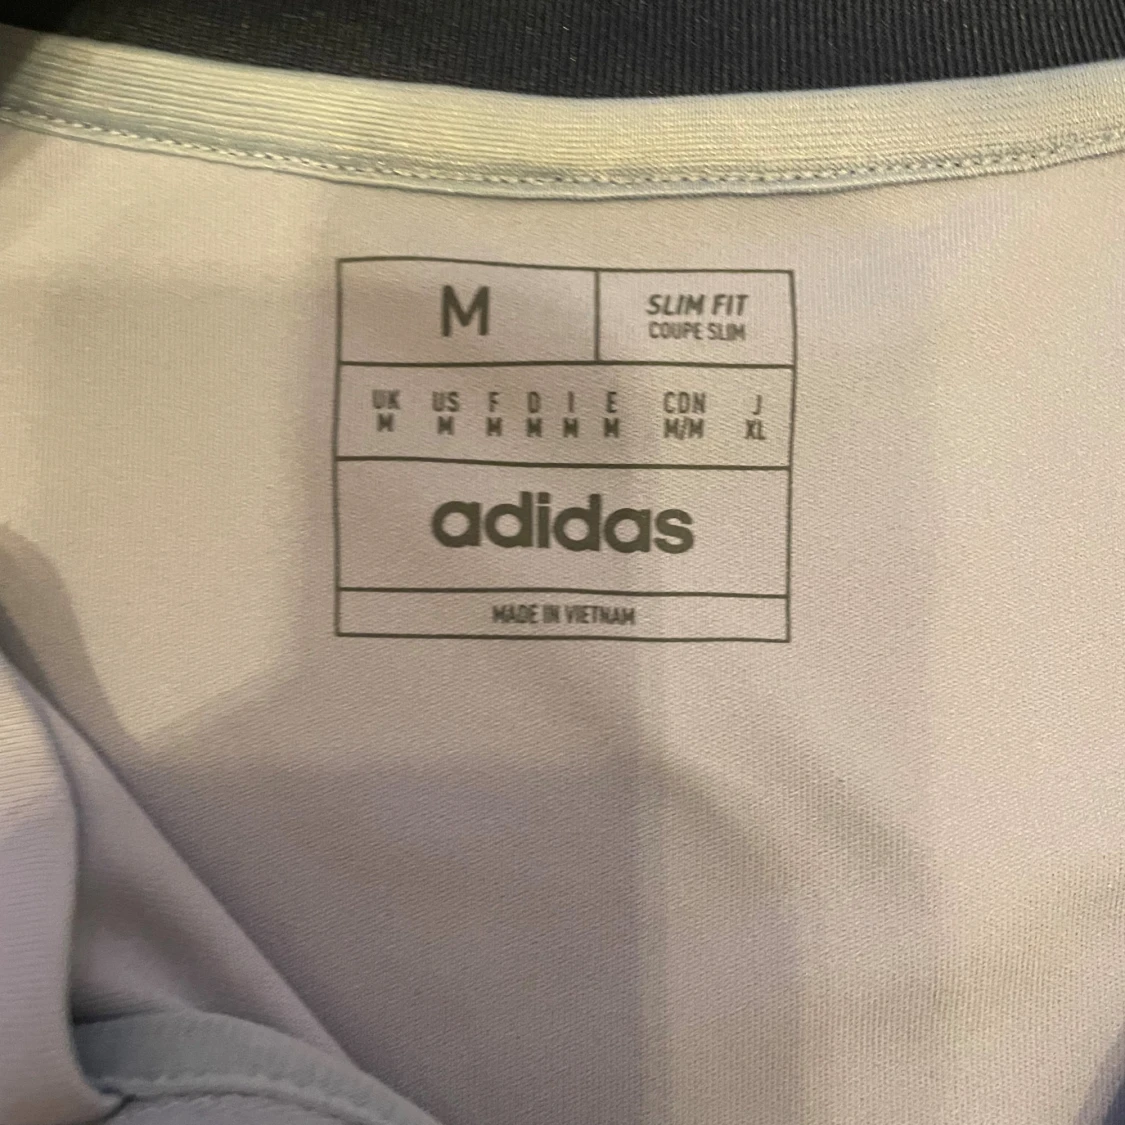 M
SLIM FIT
COUPE SLIM
UK US F D I E CDN J
M M M M M M M/M XL
adidas
MADE IN VIETNAM